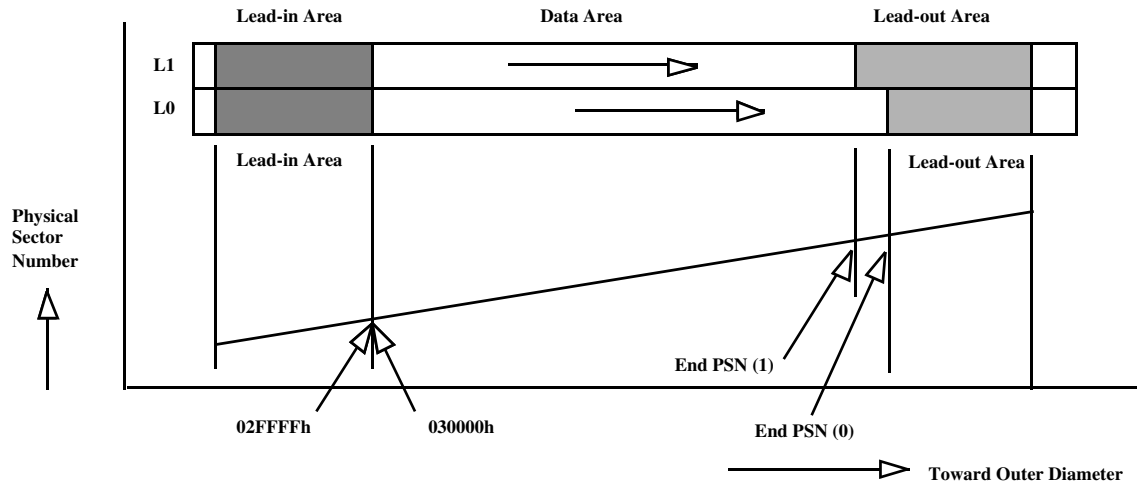 Lead-in Area
Data Area
Lead-out Area
L1
L0
Lead-in Area
Lead-out Area
Physical
Sector
Number
End PSN (1)
02FFFFh
030000h
End PSN (0)
Toward Outer Diameter